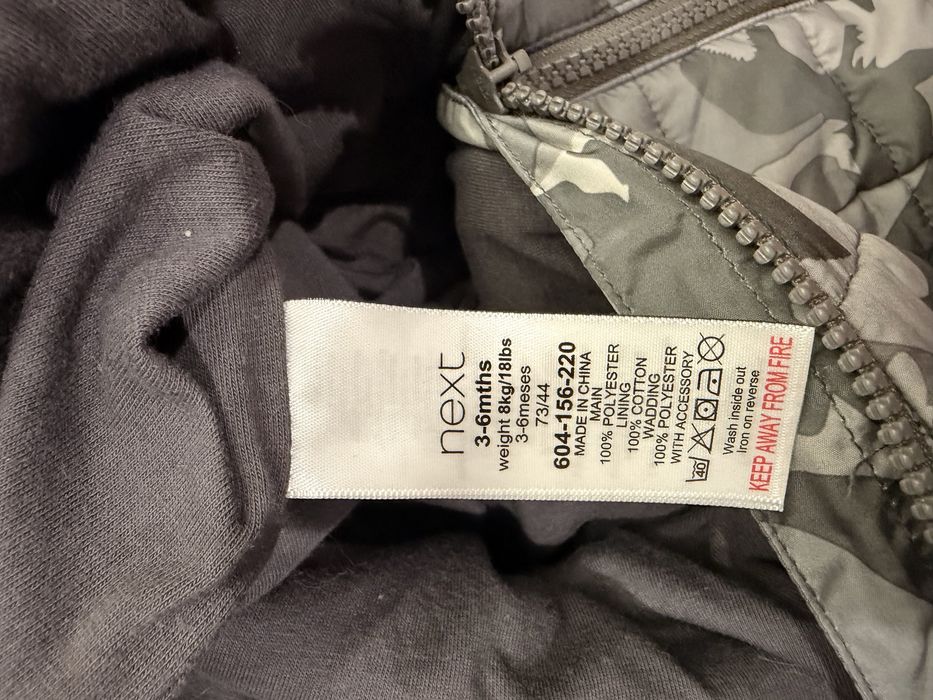 next
3-6mths
weight 8kg/18lbs
3-6meses
73/44
604-156-220
MADE IN CHINA
MAIN
100% POLYESTER
LINING
100% COTTON
WADDING
100% POLYESTER
WITH ACCESSORY
40
Wash inside out
Iron on reverse
KEEP AWAY FROM FIRE